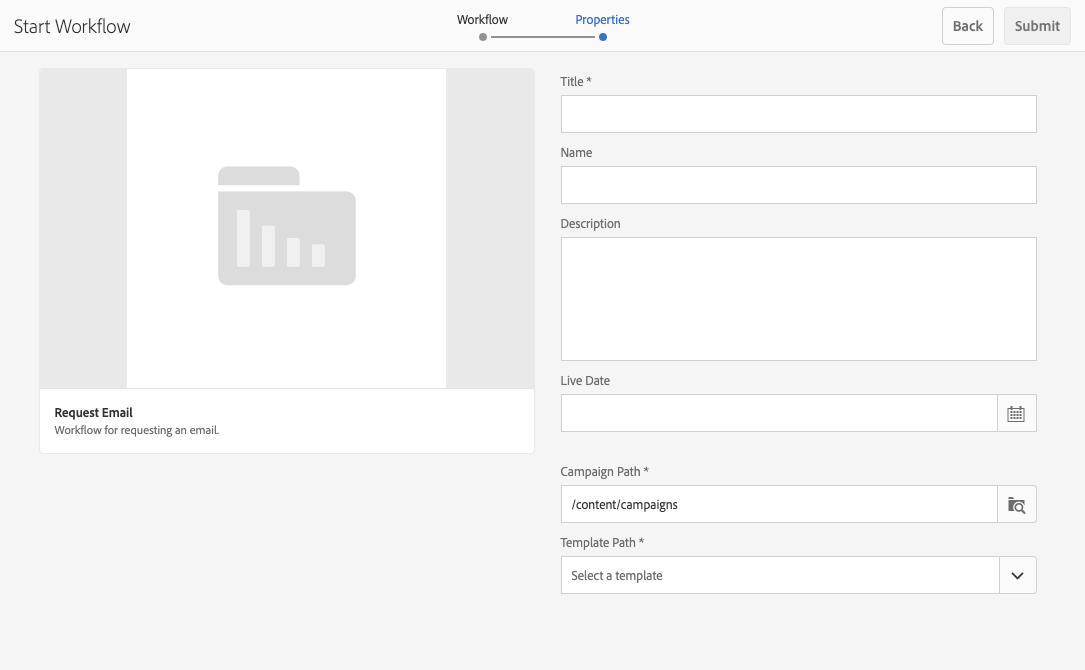 Start Workflow
Workflow
Properties
Back
Submit
Request Email
Workflow for requesting an email.
Title *
Name
Description
Live Date
Campaign Path *
/content/campaigns
Template Path *
Select a template